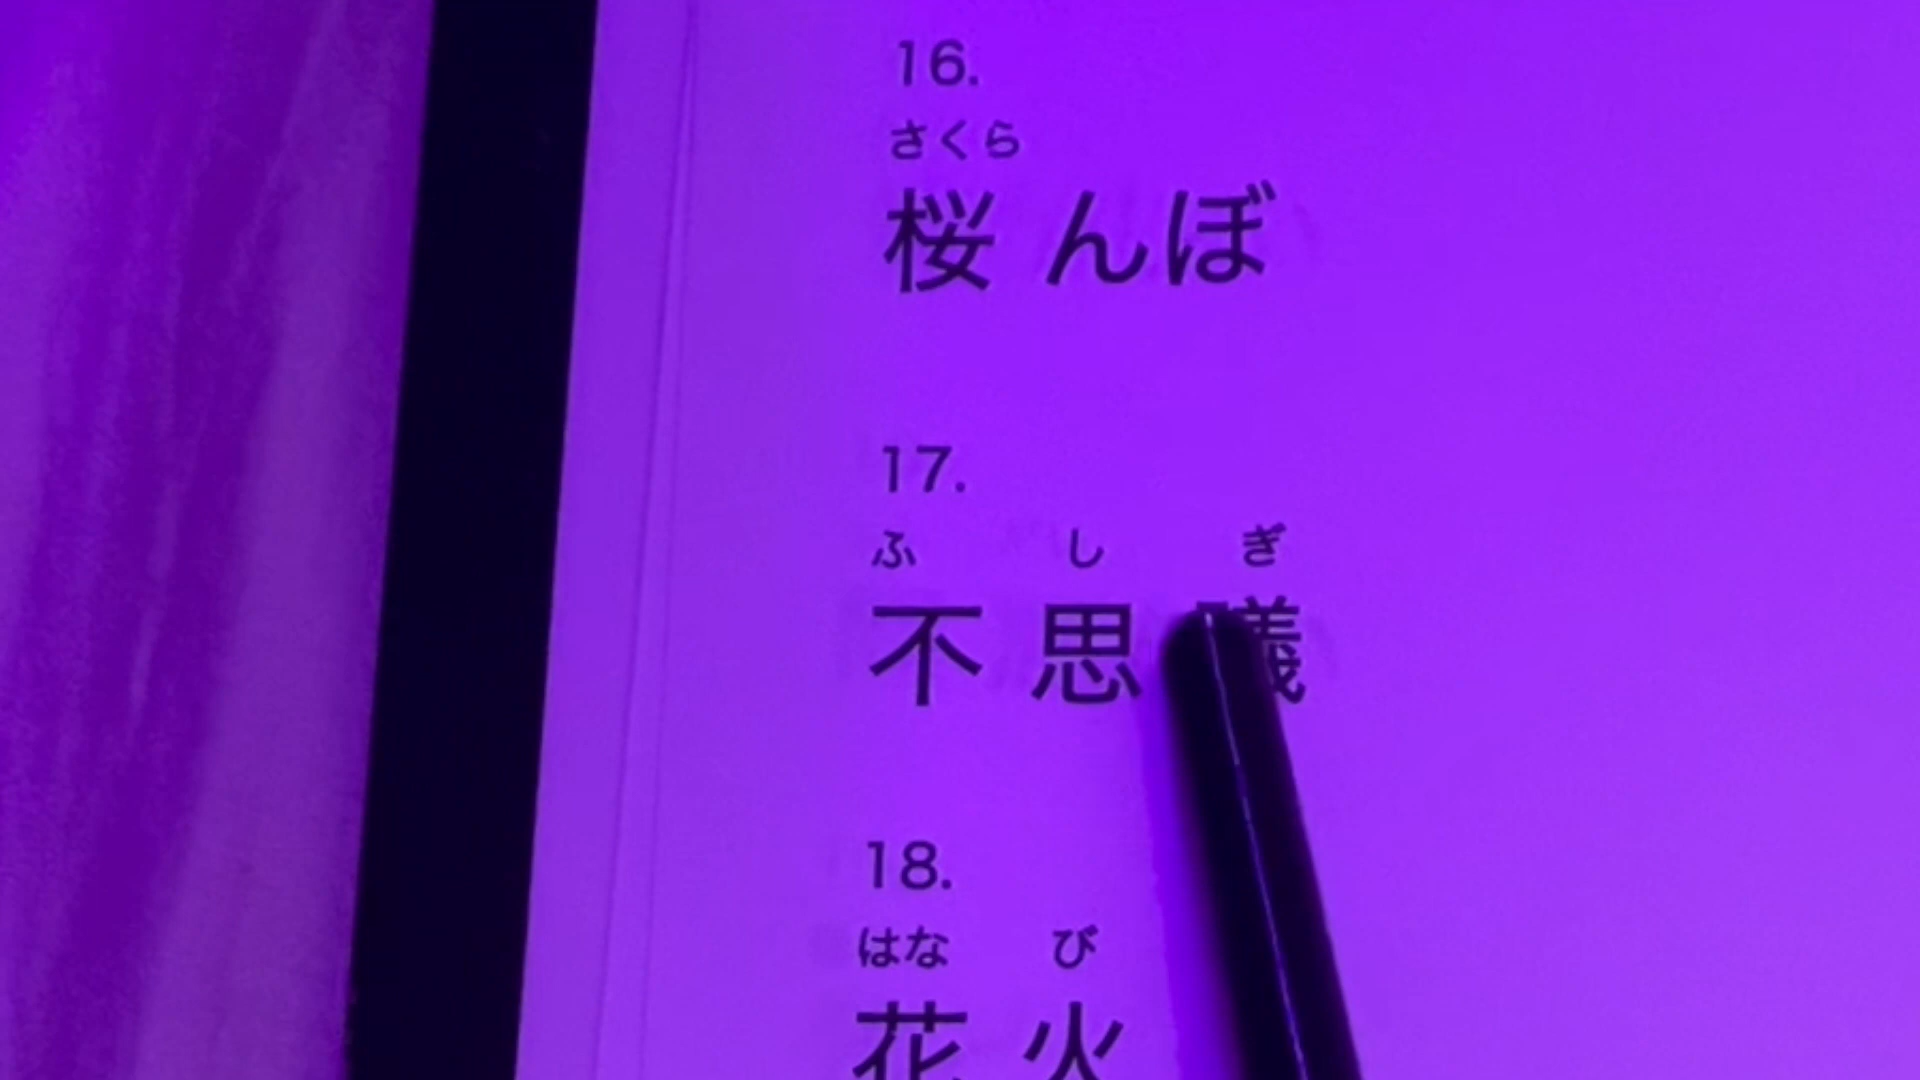 16.
さくら
桜 んぼ
17.
ふ し ぎ
不 思 議
18.
はな び
花 火